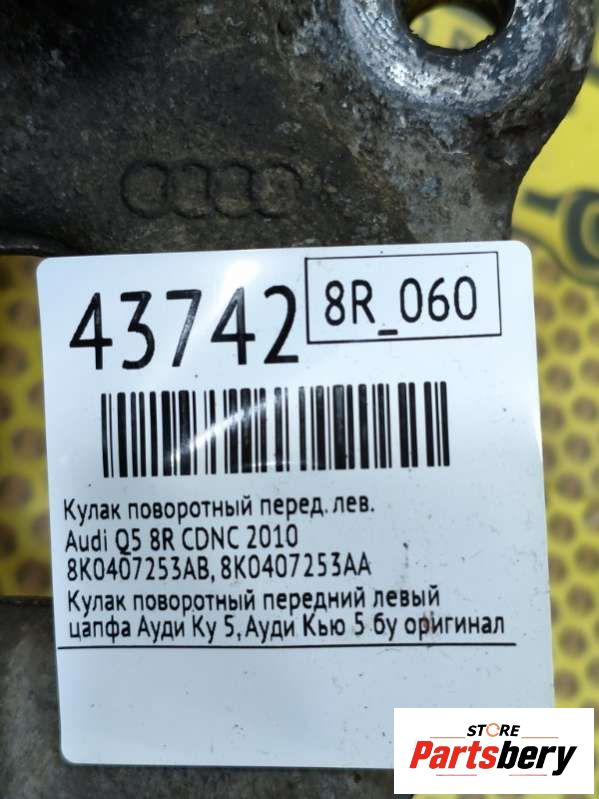 43742
8R_060
Кулак поворотный перед. лев.
Audi Q5 8R CDNC 2010
8K0407253AB, 8K0407253AA
Кулак поворотный передний левый
цапфа Ауди Ку 5, Ауди Кью 5 бу оригинал
STORE
Partsbery